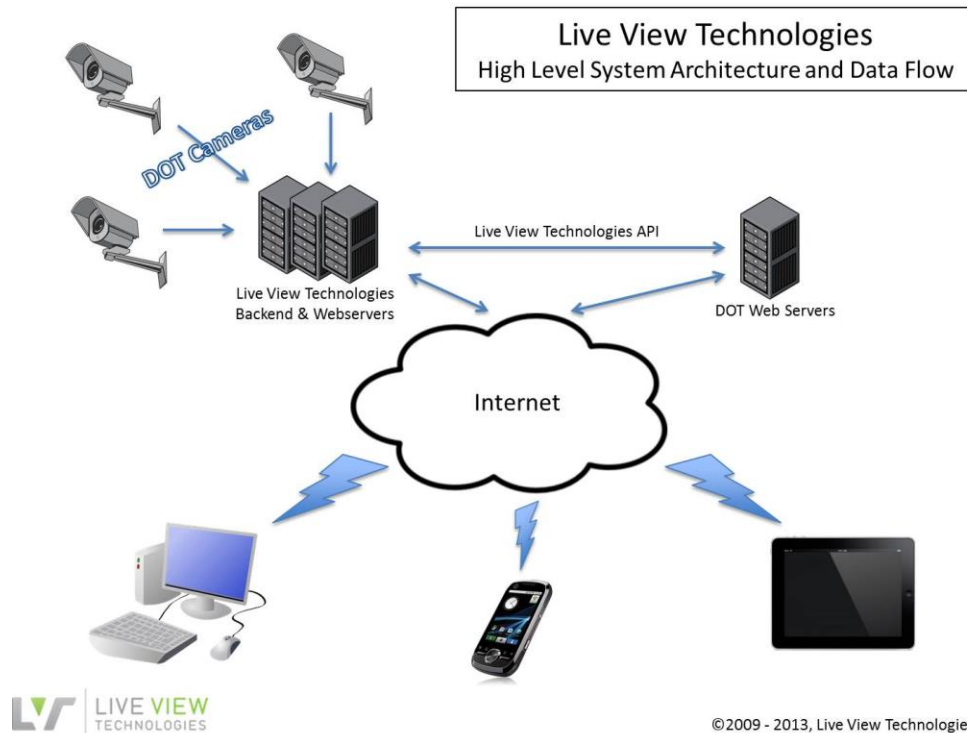 Live View Technologies
High Level System Architecture and Data Flow
DOT Cameras
Live View Technologies API
Live View Technologies
Backend & Webservers
DOT Web Servers
Internet
LVT
LIVE VIEW
TECHNOLOGIES
©2009 - 2013, Live View Technologie